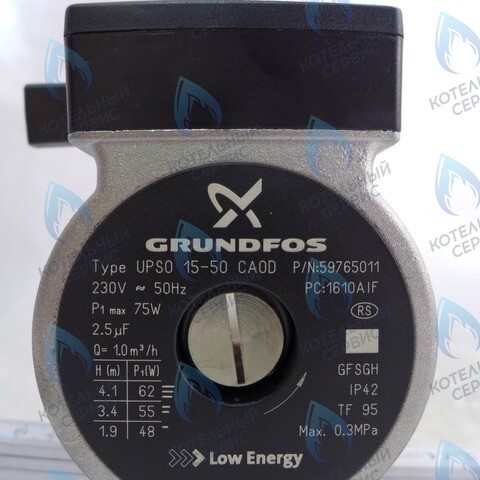 GRUNDFOS
Type UPSO 15-50 CAOD P/N:59765011
230V ≈ 50Hz PC:1610AIF
P1 max 75W RS
2.5µF
Q= 1.0m³/h
H (m) P₁(W) GFSGH
4.1 62 IP42
3.4 55 TF 95
1.9 48 Max. 0.3MPa
Low Energy
КОТЕЛЬНЫЙ
СЕРВИС